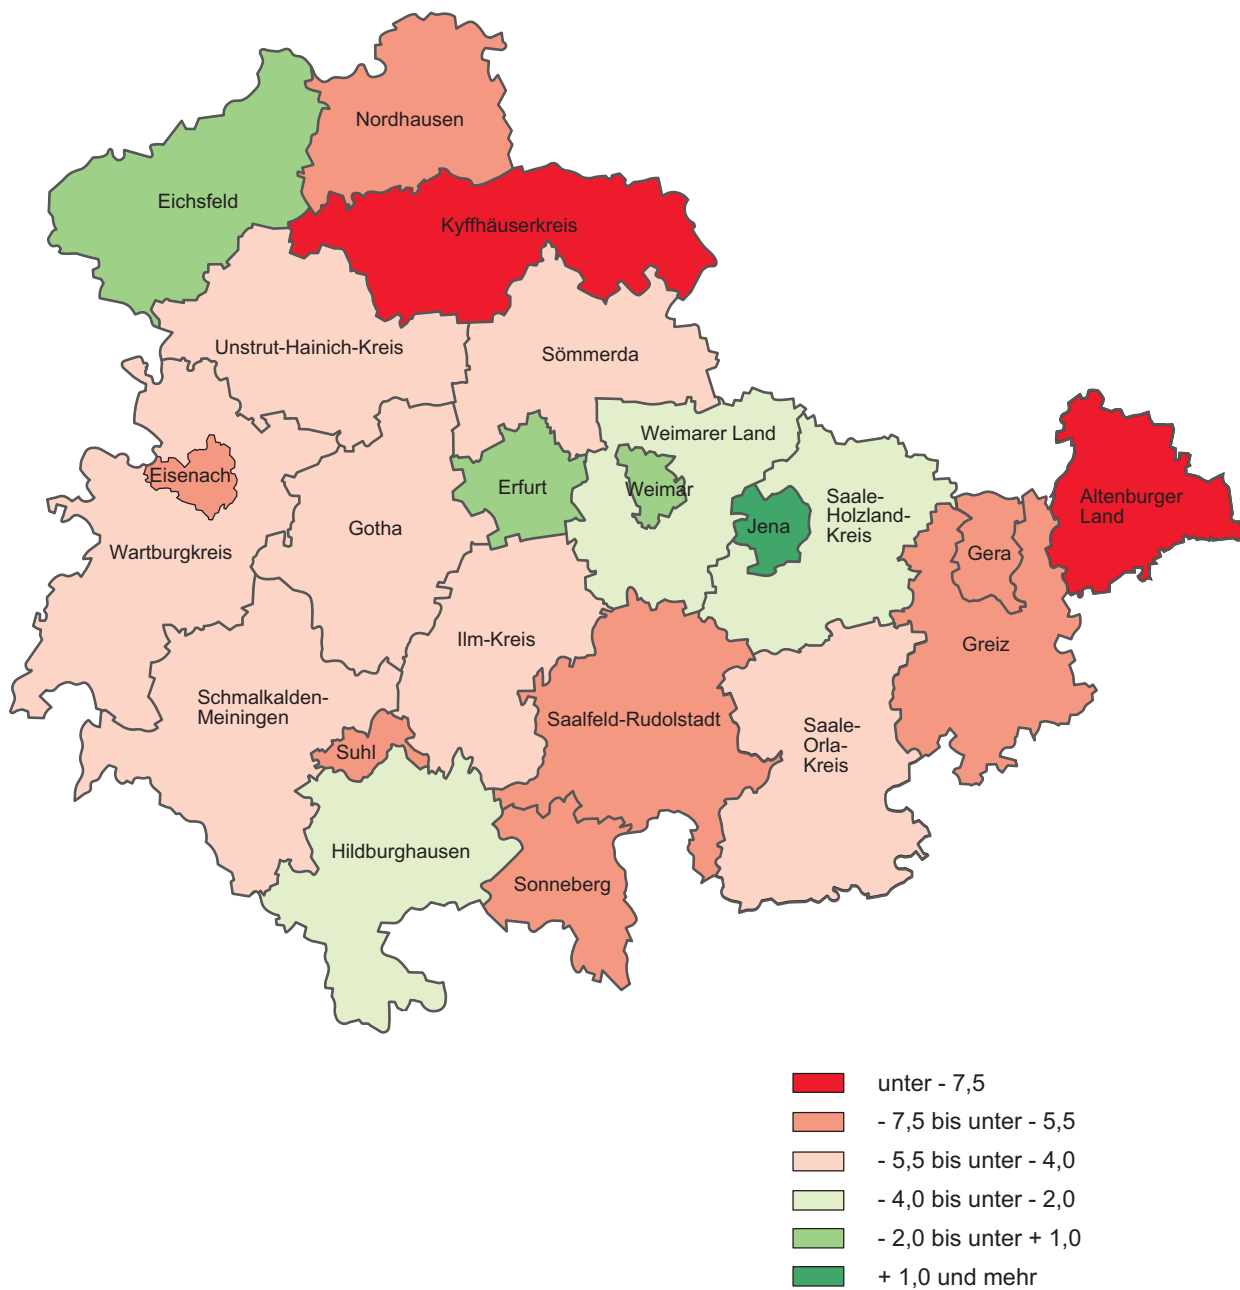 Nordhausen
Eichsfeld
Kyffhäuserkreis
Unstrut-Hainich-Kreis
Sömmerda
Weimarer Land
Eisenach
Erfurt
Weimar
Altenburger
Land
Saale-
Holzland-
Kreis
Jena
Gotha
Wartburgkreis
Gera
Ilm-Kreis
Greiz
Schmalkalden-
Meiningen
Saalfeld-Rudolstadt
Saale-
Orla-
Kreis
Suhl
Hildburghausen
Sonneberg
unter - 7,5
- 7,5 bis unter - 5,5
- 5,5 bis unter - 4,0
- 4,0 bis unter - 2,0
- 2,0 bis unter + 1,0
+ 1,0 und mehr